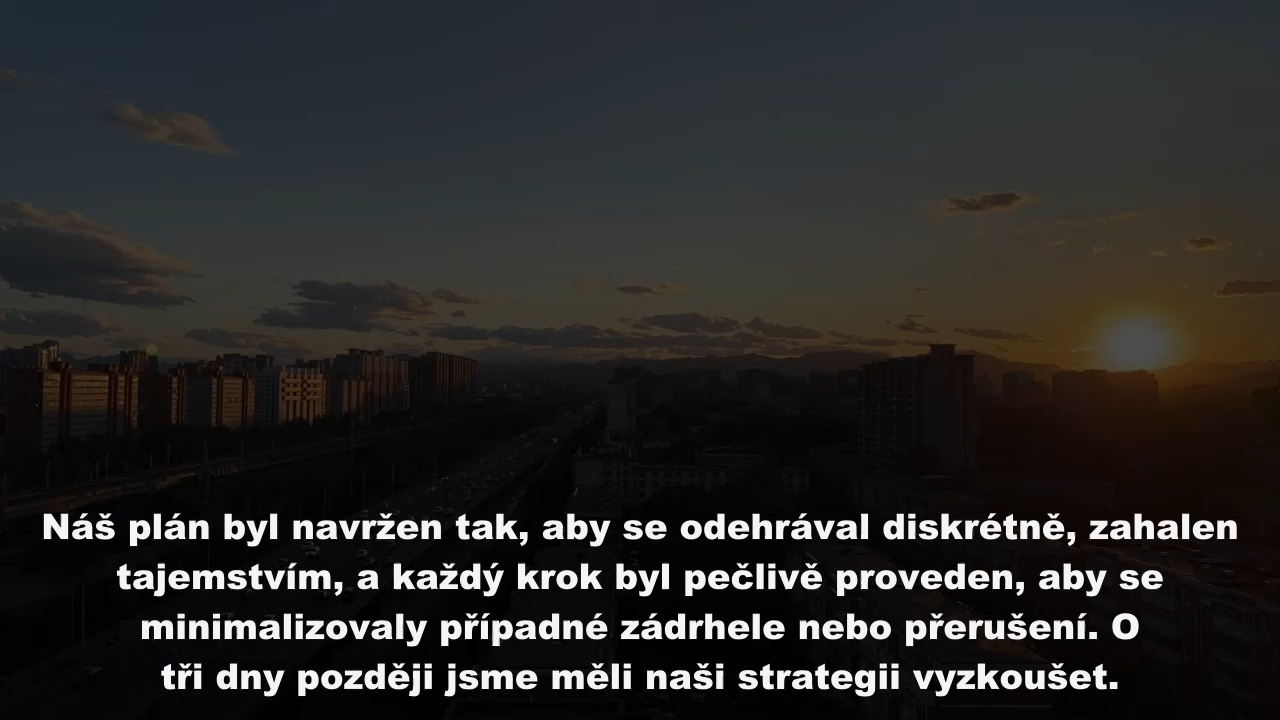 Náš plán byl navržen tak, aby se odehrával diskrétně, zahalen
tajemstvím, a každý krok byl pečlivě proveden, aby se
minimalizovaly případné zádrhele nebo přerušení. O
tři dny později jsme měli naši strategii vyzkoušet.